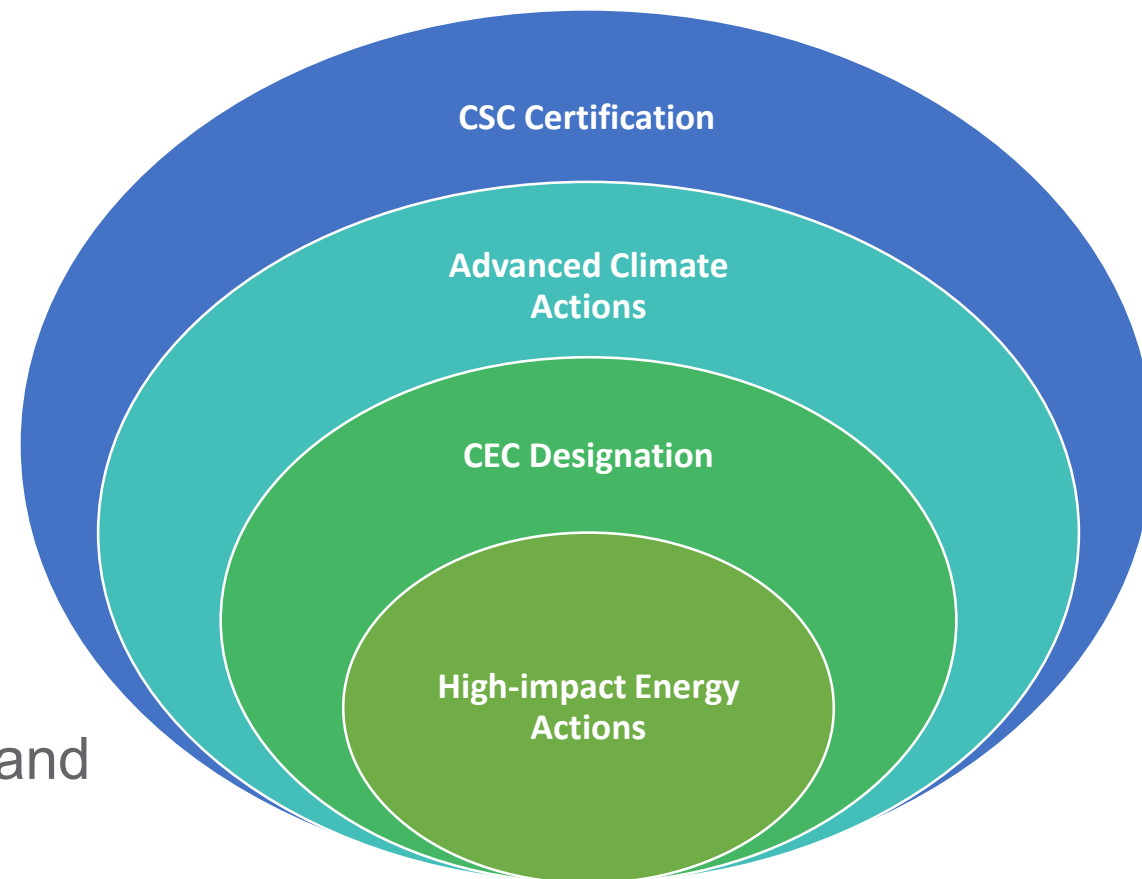 CSC Certification
Advanced Climate
Actions
CEC Designation
High-impact Energy
Actions
and